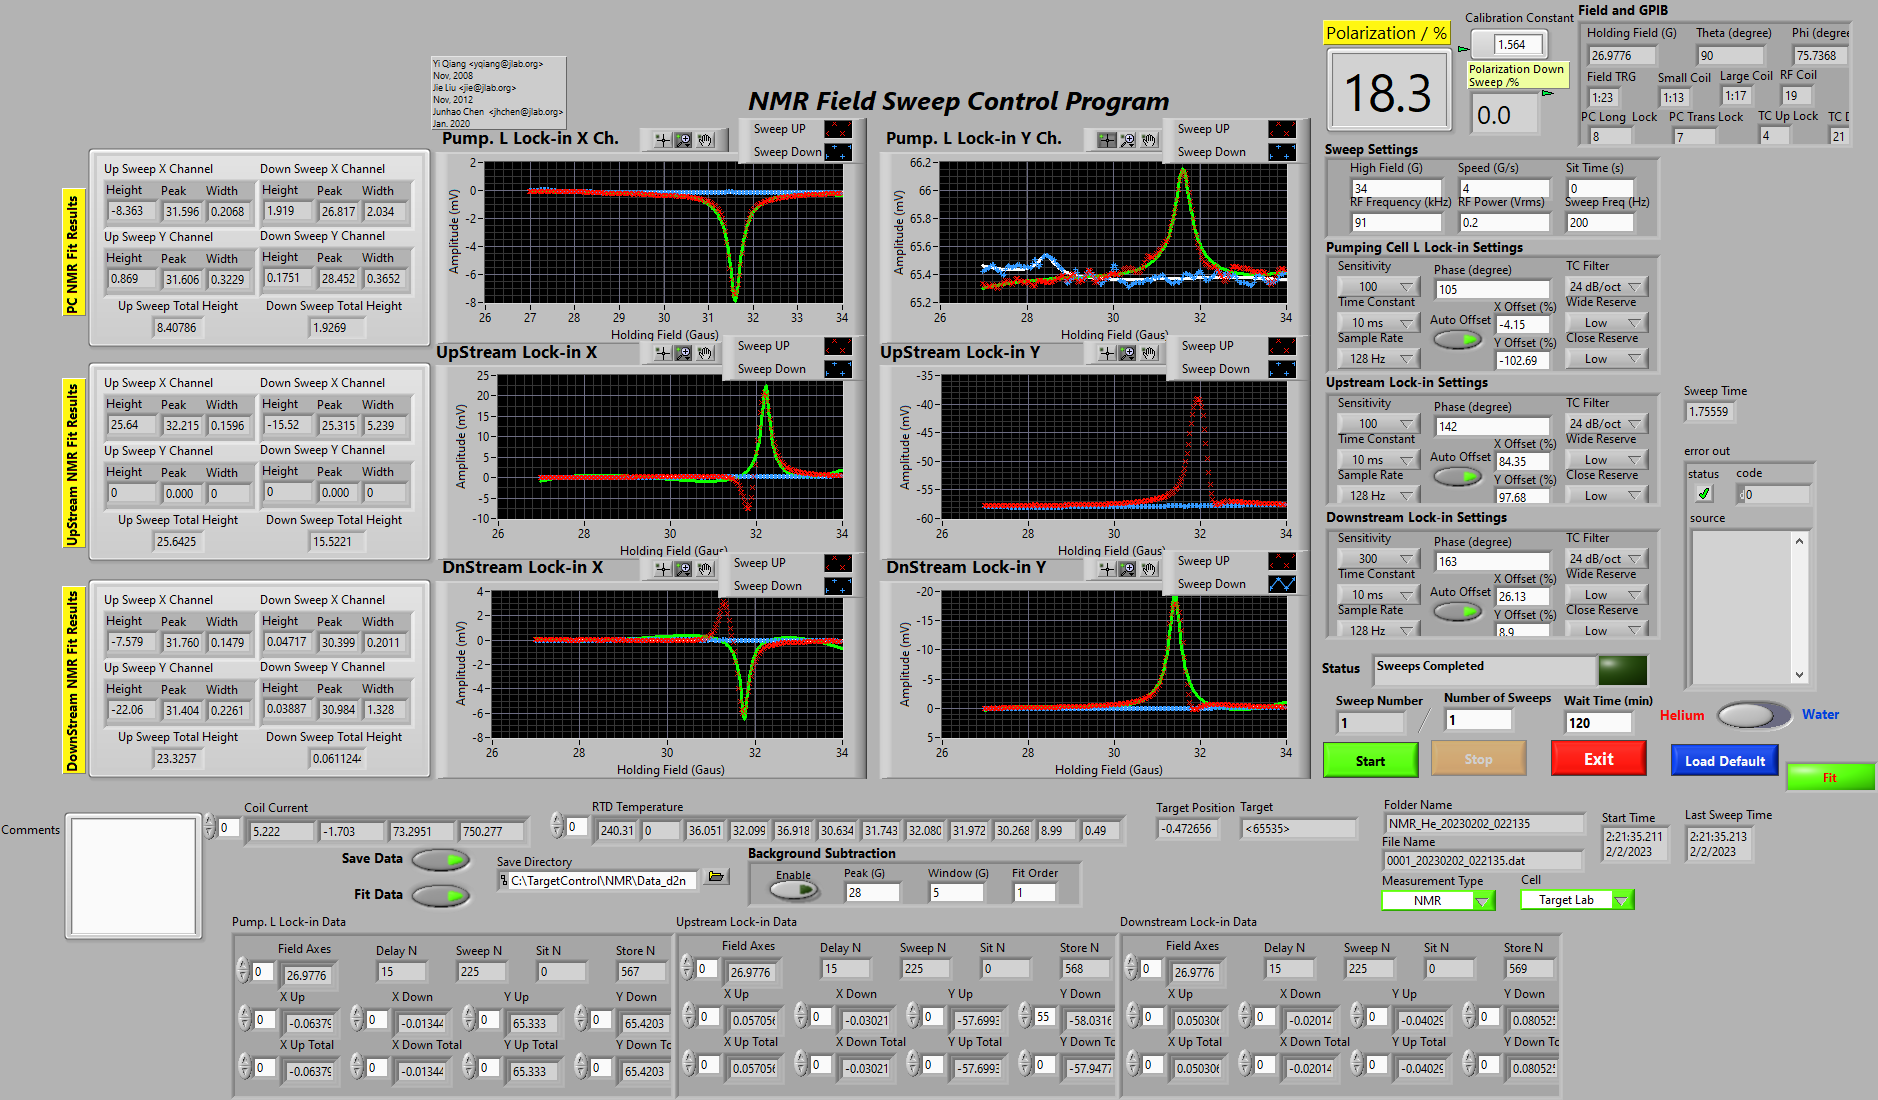 NMR Field Sweep Control Program
Yi Qiang <yqiang@jlab.org>
Nov, 2008
Jie Liu <jie@jlab.org>
Nov, 2012
Junhao Chen <jhchen@jlab.org>
Jan. 2020
Polarization / %
18.3
Calibration Constant
1.564
Polarization Down
Sweep /%
0.0
Field and GPIB
Holding Field (G) Theta (degree) Phi (degree
26.9776 90 75.7368
Field TRG Small Coil Large Coil RF Coil
1:23 1:13 1:17 19
PC Long Lock PC Trans Lock TC Up Lock TC D
8 7 4 21
PC NMR Fit Results
Up Sweep X Channel Down Sweep X Channel
Height Peak Width Height Peak Width
-8.363 31.596 0.2068 1.919 26.817 2.034
Up Sweep Y Channel Down Sweep Y Channel
Height Peak Width Height Peak Width
0.869 31.606 0.3229 0.1751 28.452 0.3652
Up Sweep Total Height Down Sweep Total Height
8.40786 1.9269
UpStream NMR Fit Results
Up Sweep X Channel Down Sweep X Channel
Height Peak Width Height Peak Width
25.64 32.215 0.1596 -15.52 25.315 5.239
Up Sweep Y Channel Down Sweep Y Channel
Height Peak Width Height Peak Width
0 0.000 0 0 0.000 0
Up Sweep Total Height Down Sweep Total Height
25.6425 15.5221
DownStream NMR Fit Results
Up Sweep X Channel Down Sweep X Channel
Height Peak Width Height Peak Width
-7.579 31.760 0.1479 0.04717 30.399 0.2011
Up Sweep Y Channel Down Sweep Y Channel
Height Peak Width Height Peak Width
-22.06 31.404 0.2261 0.03887 30.984 1.328
Up Sweep Total Height Down Sweep Total Height
23.3257 0.0611244
Pump. L Lock-in X Ch.
Sweep UP
Sweep Down
Amplitude (mV)
2
0
-2
-4
-6
-8
26 27 28 29 30 31 32 33 34
Holding Field (Gaus)
Pump. L Lock-in Y Ch.
Sweep UP
Sweep Down
Amplitude (mV)
66.2
66
65.8
65.6
65.4
65.2
26 28 30 32 34
Holding Field (Gaus)
UpStream Lock-in X
Sweep UP
Sweep Down
Amplitude (mV)
25
20
15
10
5
0
-5
-10
26 28 30 32 34
Holding Field (Gaus)
UpStream Lock-in Y
Sweep UP
Sweep Down
Amplitude (mV)
-35
-40
-45
-50
-55
-60
26 28 30 32 34
Holding Field (Gaus)
DnStream Lock-in X
Sweep UP
Sweep Down
Amplitude (mV)
4
2
0
-2
-4
-6
-8
26 28 30 32 34
Holding Field (Gaus)
DnStream Lock-in Y
Sweep UP
Sweep Down
Amplitude (mV)
-20
-15
-10
-5
0
5
26 28 30 32 34
Holding Field (Gaus)
Sweep Settings
High Field (G) Speed (G/s) Sit Time (s)
34 4 0
RF Frequency (kHz) RF Power (Vrms) Sweep Freq (Hz)
91 0.2 200
Pumping Cell L Lock-in Settings
Sensitivity Phase (degree) TC Filter
100 105 24 dB/oct
Time Constant X Offset (%) Wide Reserve
10 ms Auto Offset -4.15 Low
Sample Rate Y Offset (%) Close Reserve
128 Hz -102.69 Low
Upstream Lock-in Settings
Sensitivity Phase (degree) TC Filter
100 142 24 dB/oct
Time Constant X Offset (%) Wide Reserve
10 ms Auto Offset 84.35 Low
Sample Rate Y Offset (%) Close Reserve
128 Hz 97.68 Low
Downstream Lock-in Settings
Sensitivity Phase (degree) TC Filter
300 163 24 dB/oct
Time Constant X Offset (%) Wide Reserve
10 ms Auto Offset 26.13 Low
Sample Rate Y Offset (%) Close Reserve
128 Hz 8.9 Low
Sweep Time
1.75559
error out
status code
0
source
Status Sweeps Completed
Sweep Number Number of Sweeps Wait Time (min)
1 / 1 120
Helium Water
Start Stop Exit Load Default Fit
Comments
Coil Current
0 5.222 -1.703 73.2951 750.277
RTD Temperature
0 240.31 0 36.051 32.099 36.918 30.634 31.743 32.080 31.972 30.268 8.99 0.49
Target Position Target
-0.472656 <65535>
Folder Name
NMR_He_20230202_022135
File Name
0001_20230202_022135.dat
Start Time
2:21:35.211
2/2/2023
Last Sweep Time
2:21:35.213
2/2/2023
Save Data
Fit Data
Save Directory
C:\TargetControl\NMR\Data_d2n
Background Subtraction
Enable Peak (G) Window (G) Fit Order
28 5 1
Measurement Type Cell
NMR Target Lab
Pump. L Lock-in Data
Field Axes Delay N Sweep N Sit N Store N
0 26.9776 15 225 0 567
X Up X Down Y Up Y Down
0 -0.06379 0 -0.01344 0 65.333 0 65.4203
X Up Total X Down Total Y Up Total Y Down To
0 -0.06379 0 -0.01344 0 65.333 0 65.4203
Upstream Lock-in Data
Field Axes Delay N Sweep N Sit N Store N
0 26.9776 15 225 0 568
X Up X Down Y Up Y Down
0 0.057056 0 -0.03021 0 -57.6993 55 -58.0316
X Up Total X Down Total Y Up Total Y Down To
0 0.057056 0 -0.03021 0 -57.6993 0 -57.9477
Downstream Lock-in Data
Field Axes Delay N Sweep N Sit N Store N
0 26.9776 15 225 0 569
X Up X Down Y Up Y Down
0 0.050306 0 -0.02014 0 -0.04029 0 0.080525
X Up Total X Down Total Y Up Total Y Down To
0 0.050306 0 -0.02014 0 -0.04029 0 0.080525